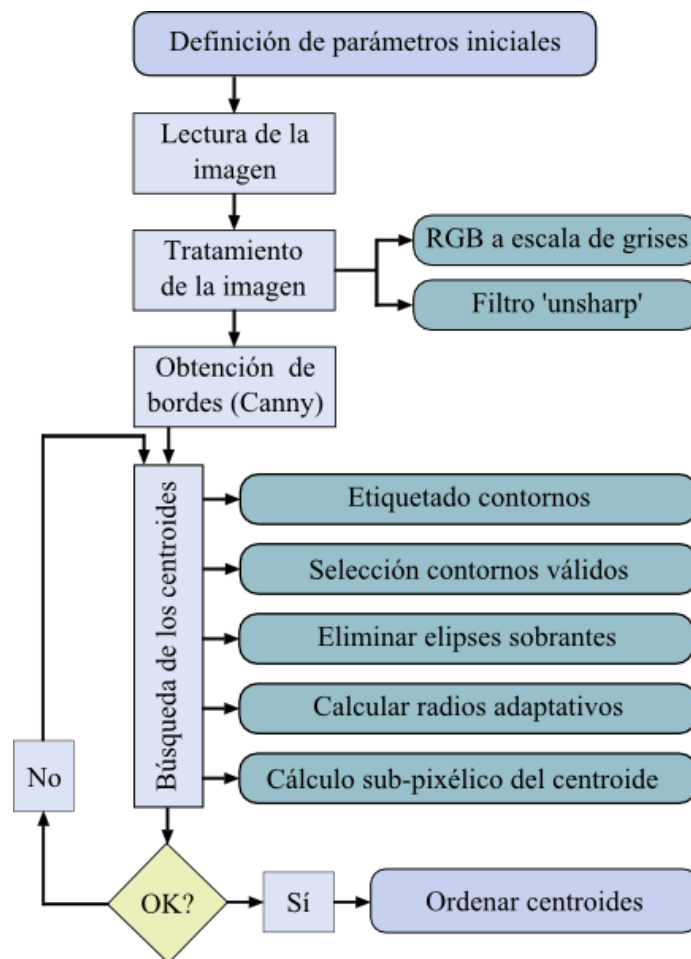 Definición de parámetros iniciales
Lectura de la
imagen
Tratamiento
de la imagen
RGB a escala de grises
Filtro 'unsharp'
Obtención de
bordes (Canny)
Búsqueda de los centroides
Etiquetado contornos
Selección contornos válidos
Eliminar elipses sobrantes
Calcular radios adaptativos
Cálculo sub-pixélico del centroide
No
OK?
Sí
Ordenar centroides